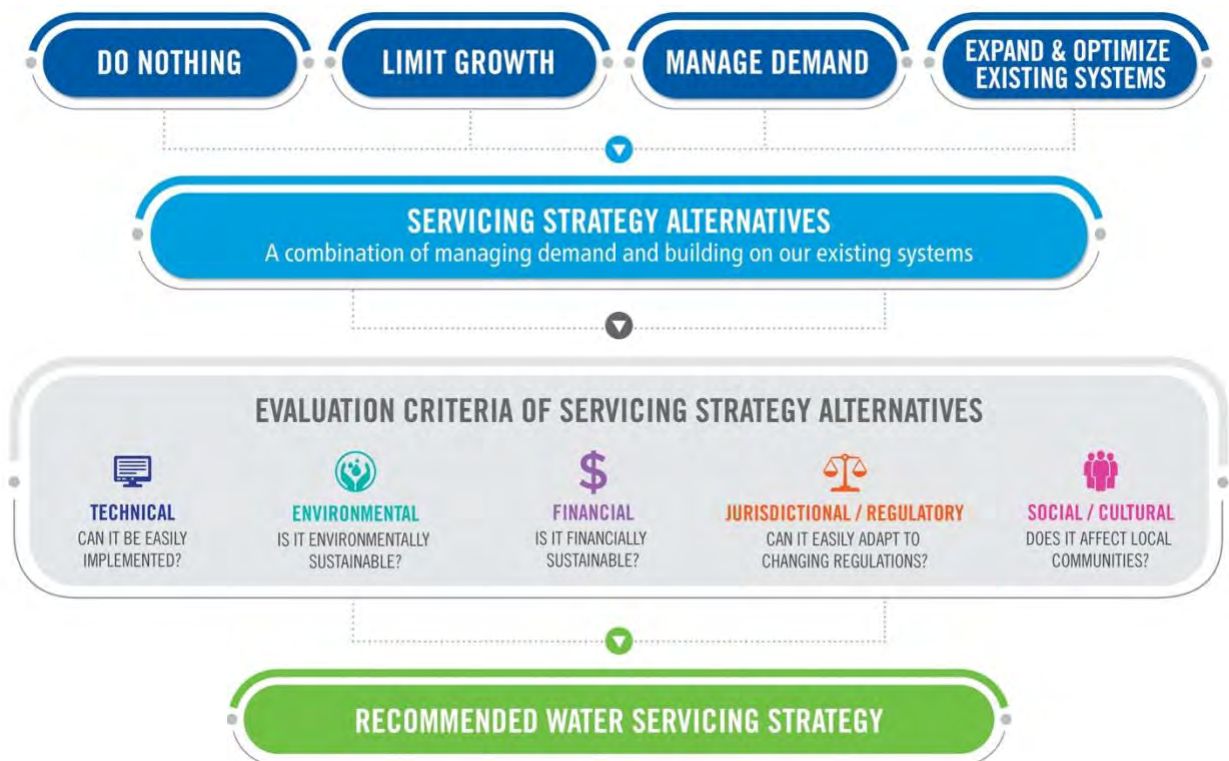 DO NOTHING
LIMIT GROWTH
MANAGE DEMAND
EXPAND & OPTIMIZE
EXISTING SYSTEMS
SERVICING STRATEGY ALTERNATIVES
A combination of managing demand and building on our existing systems
EVALUATION CRITERIA OF SERVICING STRATEGY ALTERNATIVES
TECHNICAL
CAN IT BE EASILY
IMPLEMENTED?
ENVIRONMENTAL
IS IT ENVIRONMENTALLY
SUSTAINABLE?
$
FINANCIAL
IS IT FINANCIALLY
SUSTAINABLE?
JURISDICTIONAL / REGULATORY
CAN IT EASILY ADAPT TO
CHANGING REGULATIONS?
SOCIAL / CULTURAL
DOES IT AFFECT LOCAL
COMMUNITIES?
RECOMMENDED WATER SERVICING STRATEGY